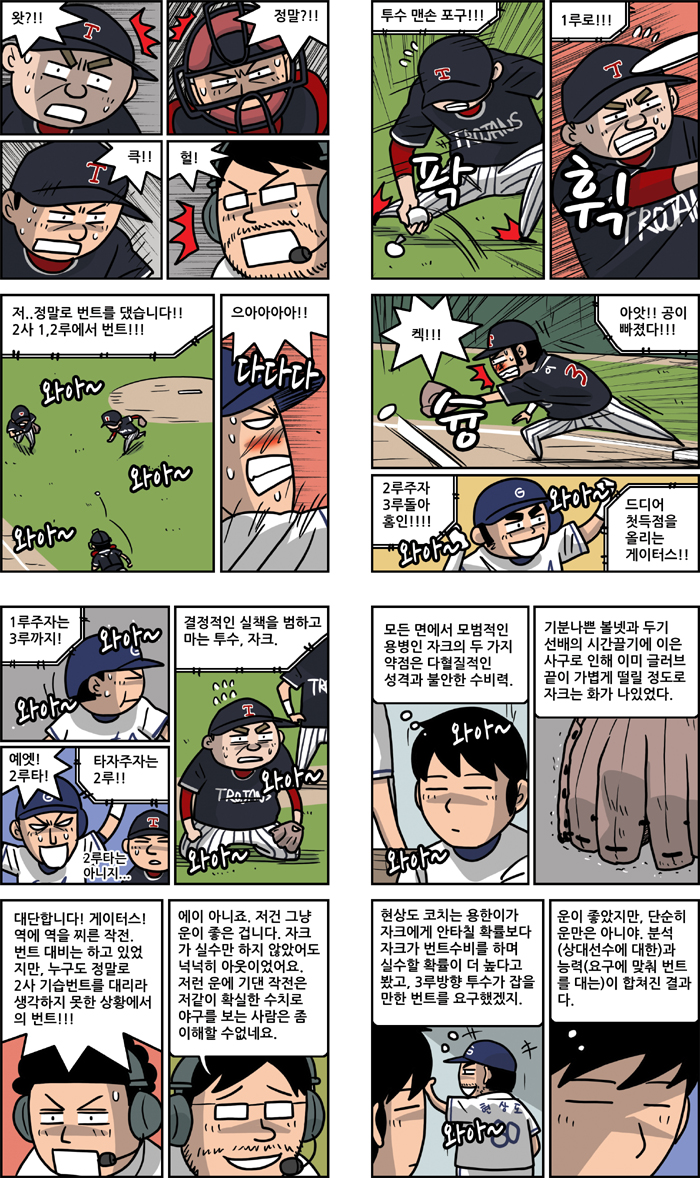 왓?!!
정말?!!
큭!!
헐!
저..정말로 번트를 댔습니다!!
2사 1,2루에서 번트!!!
와아~
와아~
와아~
으아아아아!!
다다다
투수 맨손 포구!!!
TROJANS
팍
1루로!!!
휙
TROJANS
켁!!!
아앗!! 공이
빠졌다!!!
3
슝
2루주자
3루돌아
홈인!!!!
G
와아~
와아~
드디어
첫득점을
올리는
게이터스!!
1루주자는
3루까지!
와아~
와아~
예엣!
2루타!
타자주자는
2루!!
2루타는
아니지...
결정적인 실책을 범하고
마는 투수, 자크.
T
TROJANS
와아~
와아~
모든 면에서 모범적인
용병인 자크의 두 가지
약점은 다혈질적인
성격과 불안한 수비력.
와아~
와아~
기분나쁜 볼넷과 두기
선배의 시간끌기에 이은
사구로 인해 이미 글러브
끝이 가볍게 떨릴 정도로
자크는 화가 나있었다.
대단합니다! 게이터스!
역에 역을 찌른 작전.
번트 대비는 하고 있었
지만, 누구도 정말로
2사 기습번트를 대리라
생각하지 못한 상황에서
의 번트!!!
에이 아니죠. 저건 그냥
운이 좋은 겁니다. 자크
가 실수만 하지 않았어도
넉넉히 아웃이었어요.
저런 운에 기댄 작전은
저같이 확실한 수치로
야구를 보는 사람은 좀
이해할 수없네요.
현상도 코치는 용한이가
자크에게 안타칠 확률보다
자크가 번트수비를 하며
실수할 확률이 더 높다고
봤고, 3루방향 투수가 잡을
만한 번트를 요구했겠지.
현상도
80
와아~
운이 좋았지만, 단순히
운만은 아니야. 분석
(상대선수에 대한)과
능력(요구에 맞춰 번트
를 대는)이 합쳐진 결과
다.